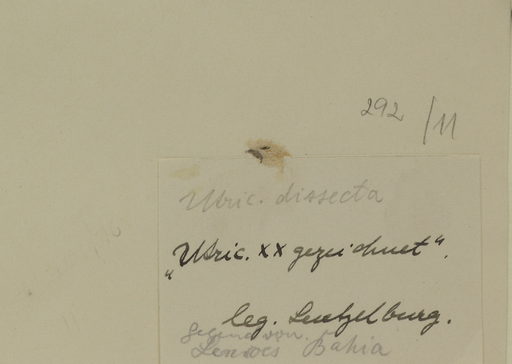 292 /11
Utric. dissecta
„Utric. xx gezeichnet“.
leg. Luetzelburg.
Gegend von.
Lencoes Bahia